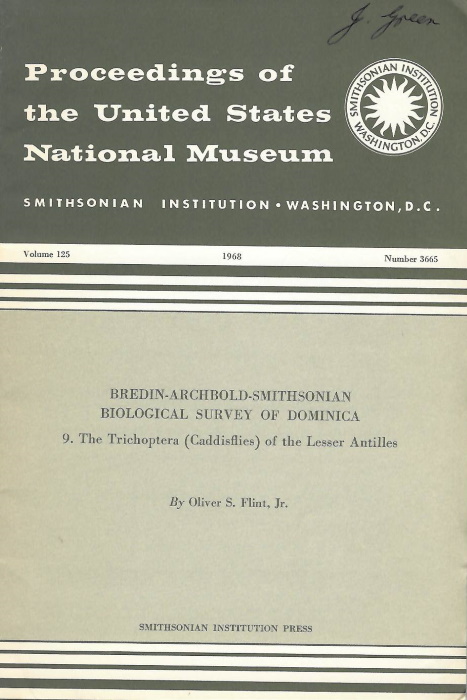 J. Green
Proceedings of
the United States
National Museum
SMITHSONIAN INSTITUTION
WASHINGTON, D.C.
SMITHSONIAN INSTITUTION • WASHINGTON, D.C.
Volume 125 1968 Number 3665
BREDIN-ARCHBOLD-SMITHSONIAN
BIOLOGICAL SURVEY OF DOMINICA
9. The Trichoptera (Caddisflies) of the Lesser Antilles
By Oliver S. Flint, Jr.
SMITHSONIAN INSTITUTION PRESS